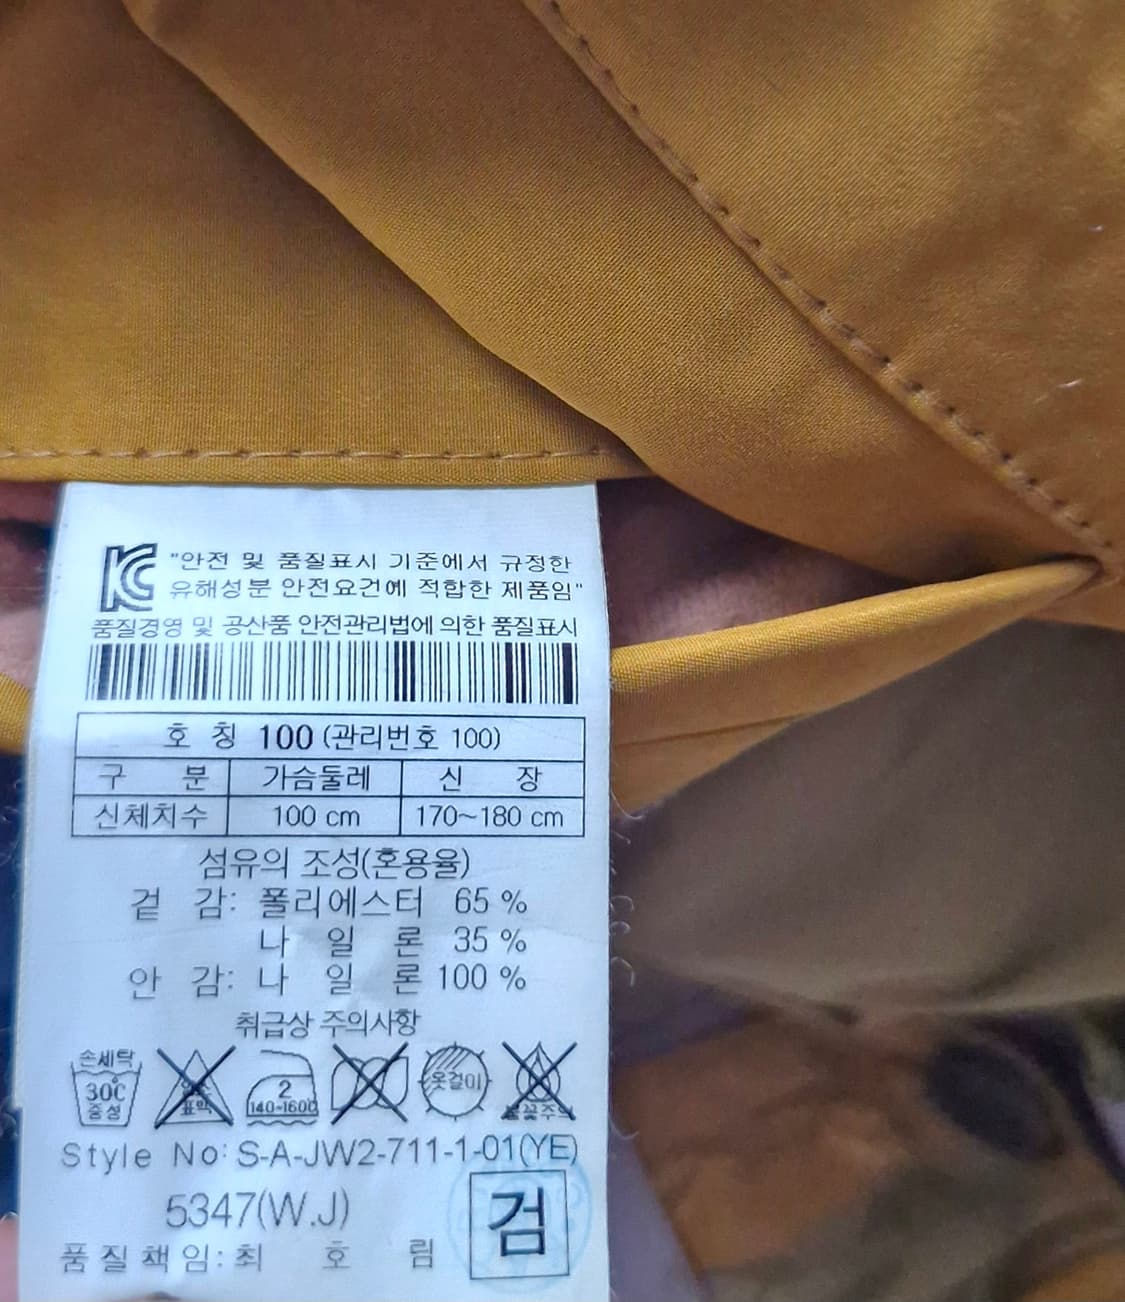 KC "안전 및 품질표시 기준에서 규정한
유해성분 안전요건에 적합한 제품임"
품질경영 및 공산품 안전관리법에 의한 품질표시
호 칭 100 (관리번호 100)
구 분 가슴둘레 신 장
신체치수 100 cm 170~180 cm
섬유의 조성(혼용율)
겉 감: 폴리에스터 65 %
나 일 론 35 %
안 감: 나 일 론 100 %
취급상 주의사항
손세탁
30℃ 2 옷걸이
중성 표백 140~160℃ 불꽃주의
Style No: S-A-JW2-711-1-01(YE)
5347(W.J)
검
품질책임: 최 호 림